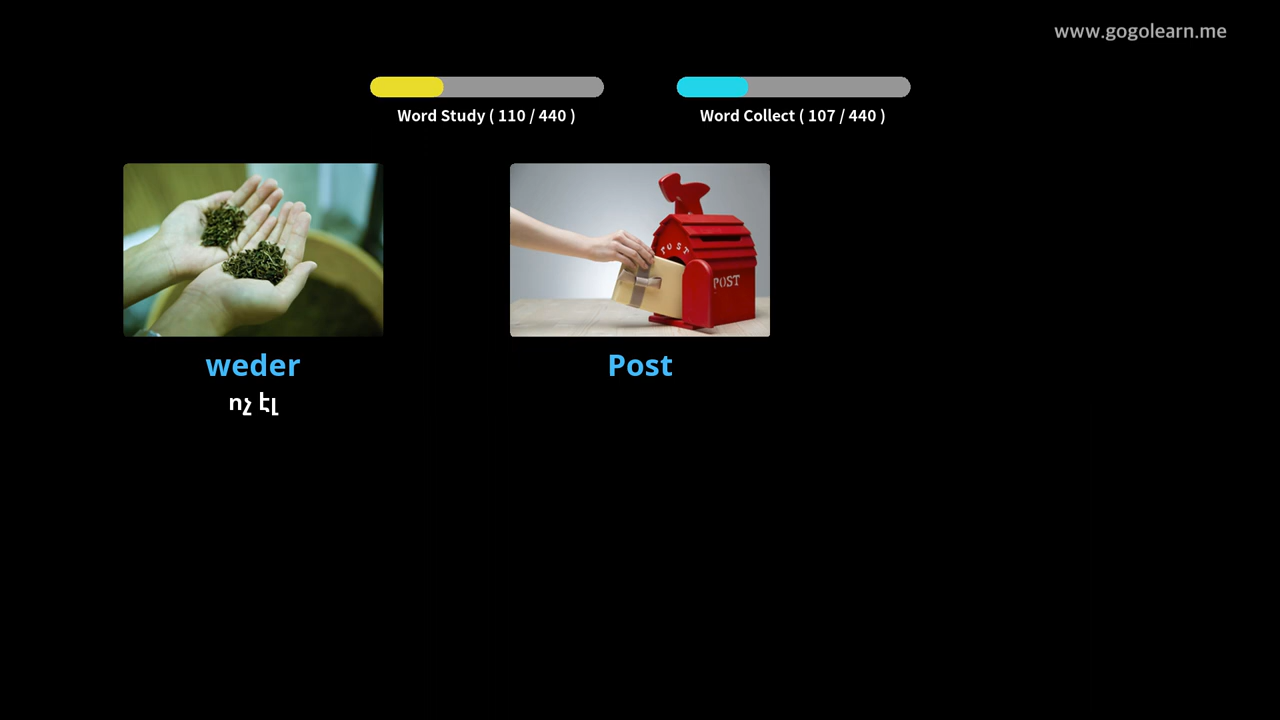 www.gogolearn.me
Word Study ( 110 / 440 )
Word Collect ( 107 / 440 )
POST
POST
weder
ոչ էլ
Post